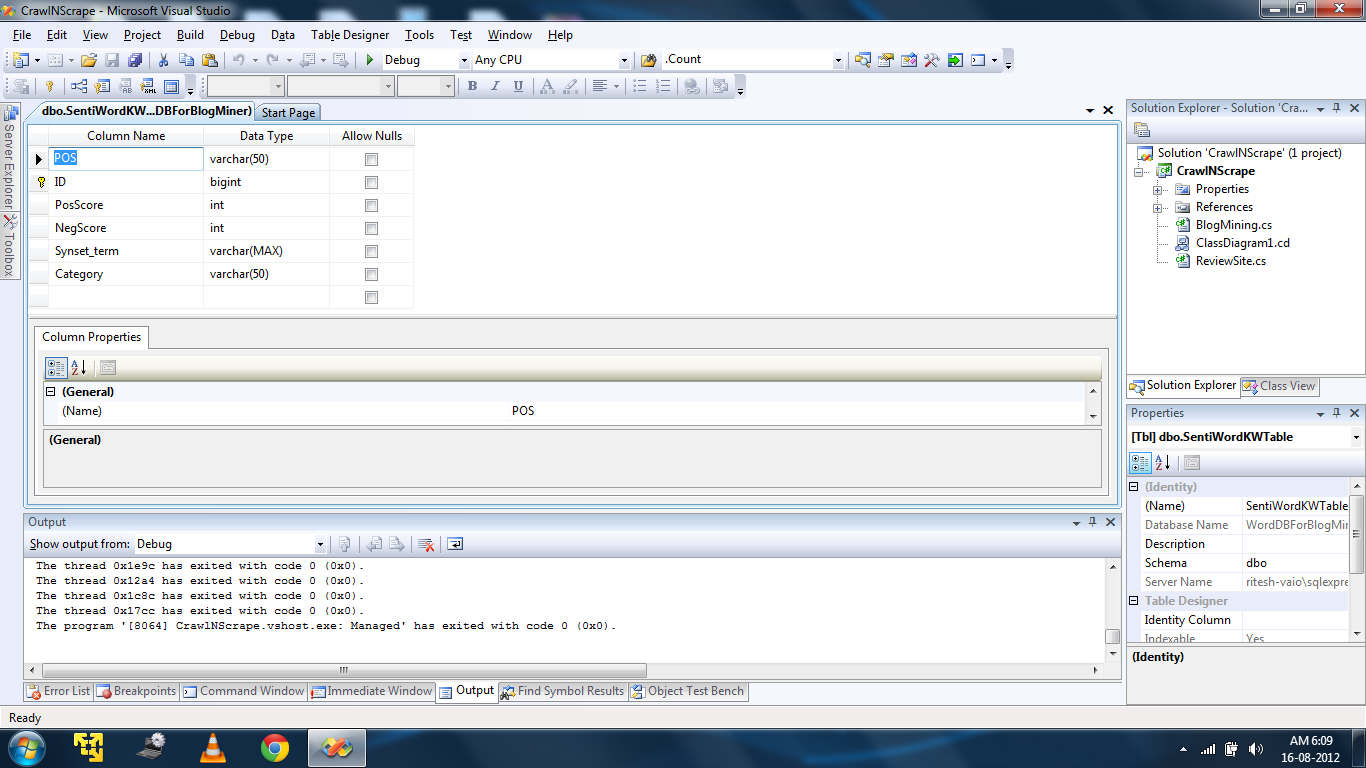 CrawlNScrape - Microsoft Visual Studio
File Edit View Project Build Debug Data Table Designer Tools Test Window Help
Debug Any CPU .Count
B I U A
Server Explorer
Toolbox
dbo.SentiWordKW...DBForBlogMiner) Start Page
Column Name Data Type Allow Nulls
POS varchar(50)
ID bigint
PosScore int
NegScore int
Synset_term varchar(MAX)
Category varchar(50)
Column Properties
(General)
(Name) POS
(General)
Output
Show output from: Debug
The thread 0x1e9c has exited with code 0 (0x0).
The thread 0x12a4 has exited with code 0 (0x0).
The thread 0x1c8c has exited with code 0 (0x0).
The thread 0x17cc has exited with code 0 (0x0).
The program '[8064] CrawlNScrape.vshost.exe: Managed' has exited with code 0 (0x0).
Error List Breakpoints Command Window Immediate Window Output Find Symbol Results Object Test Bench
Solution Explorer - Solution 'Cra...
Solution 'CrawlNScrape' (1 project)
CrawlNScrape
Properties
References
BlogMining.cs
ClassDiagram1.cd
ReviewSite.cs
Solution Explorer Class View
Properties
[Tbl] dbo.SentiWordKWTable
(Identity)
(Name) SentiWordKWTable
Database Name WordDBForBlogMin
Description
Schema dbo
Server Name ritesh-vaio\sqlexpre
Table Designer
Identity Column
Indexable Yes
(Identity)
Ready
AM 6:09
16-08-2012